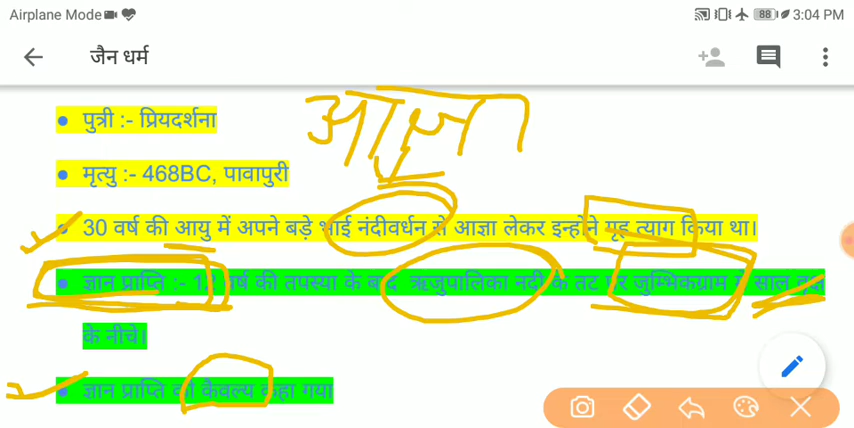 Airplane Mode 88 3:04 PM
जैन धर्म
पुत्री :- प्रियदर्शना
मृत्यु :- 468BC, पावापुरी
30 वर्ष की आयु में अपने बड़े भाई नंदीवर्धन से आज्ञा लेकर इन्होने गृह त्याग किया था।
ज्ञान प्राप्ति :- 12 वर्ष की तपस्या के बाद ऋजुपालिका नदी के तट पर जुम्भिकग्राम में साल वृक्ष
के नीचे।
ज्ञान प्राप्ति को कैवल्य कहा गया